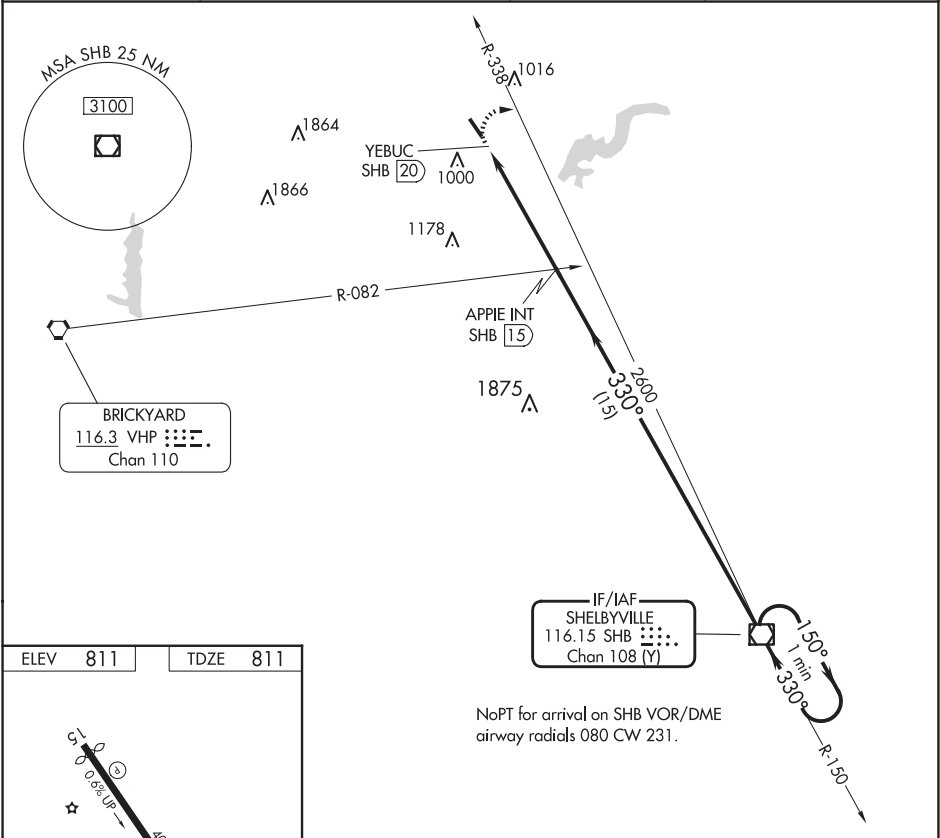 MSA SHB 25 NM
3100
1864
1866
R-338
1016
YEBUC
SHB 20
1000
1178
R-082
APPIE INT
SHB 15
1875
2600
330°
(15)
BRICKYARD
116.3 VHP
Chan 110
IF/IAF
SHELBYVILLE
116.15 SHB
Chan 108 (Y)
150°
1 min
330°
R-150
NoPT for arrival on SHB VOR/DME
airway radials 080 CW 231.
ELEV 811
TDZE 811
15
P
0.6% UP